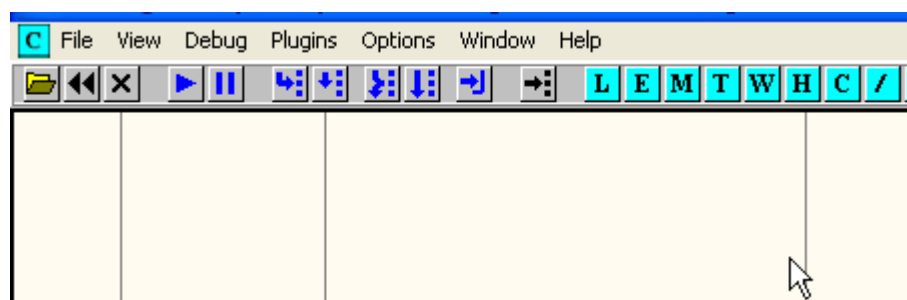 C File View Debug Plugins Options Window Help
L E M T W H C /